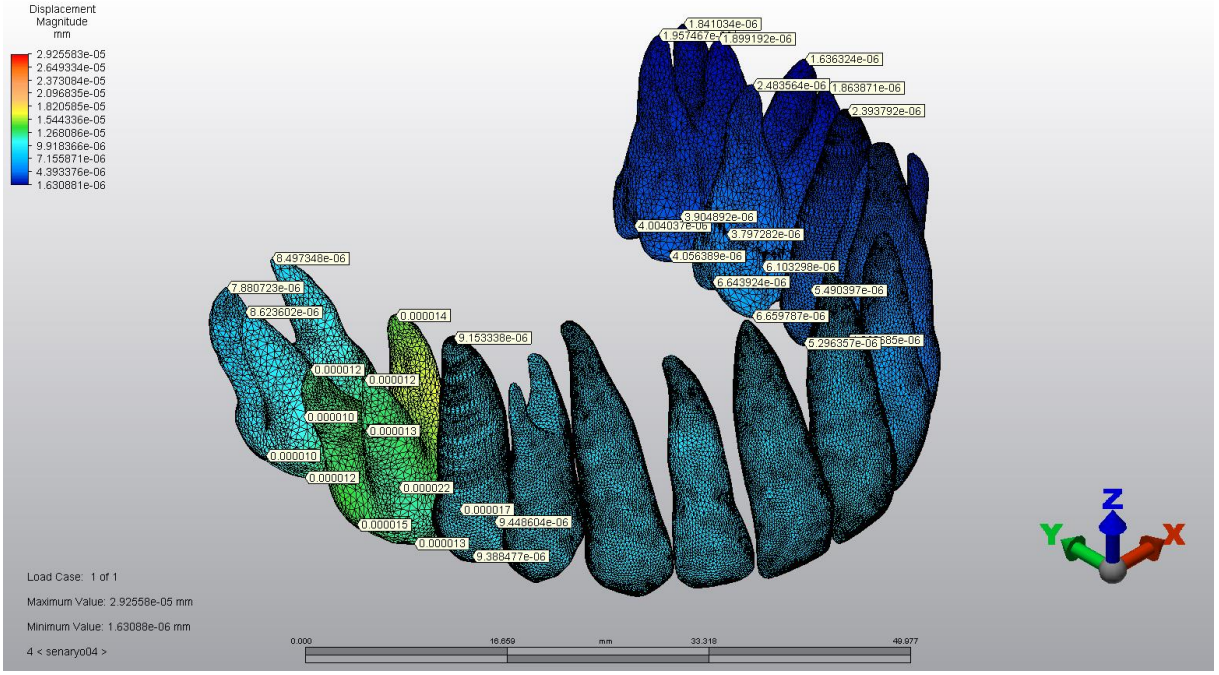 Displacement
Magnitude
mm
2.925583e-05
2.649334e-05
2.373084e-05
2.096835e-05
1.820585e-05
1.544336e-05
1.268086e-05
9.918366e-06
7.155871e-06
4.393376e-06
1.630881e-06
1.841034e-06
1.957467e-
1.899192e-06
1.636324e-06
2.483564e-06
1.863871e-06
2.393792e-06
3.904892e-06
4.004037e-06
3.797282e-06
4.056389e-06
6.103298e-06
6.643924e-06
5.490397e-06
6.659787e-06
5.296357e-06
685e-06
8.497348e-06
7.880723e-06
8.623602e-06
0.000014
9.153338e-06
0.000012
0.000012
0.000010
0.000013
0.000010
0.000012
0.000022
0.000017
9.448604e-06
0.000015
0.000013
9.388477e-06
Z
Y
X
Load Case: 1 of 1
Maximum Value: 2.92558e-05 mm
Minimum Value: 1.63088e-06 mm
4 < senaryo04 >
0.000 16.659 mm 33.318 49.977